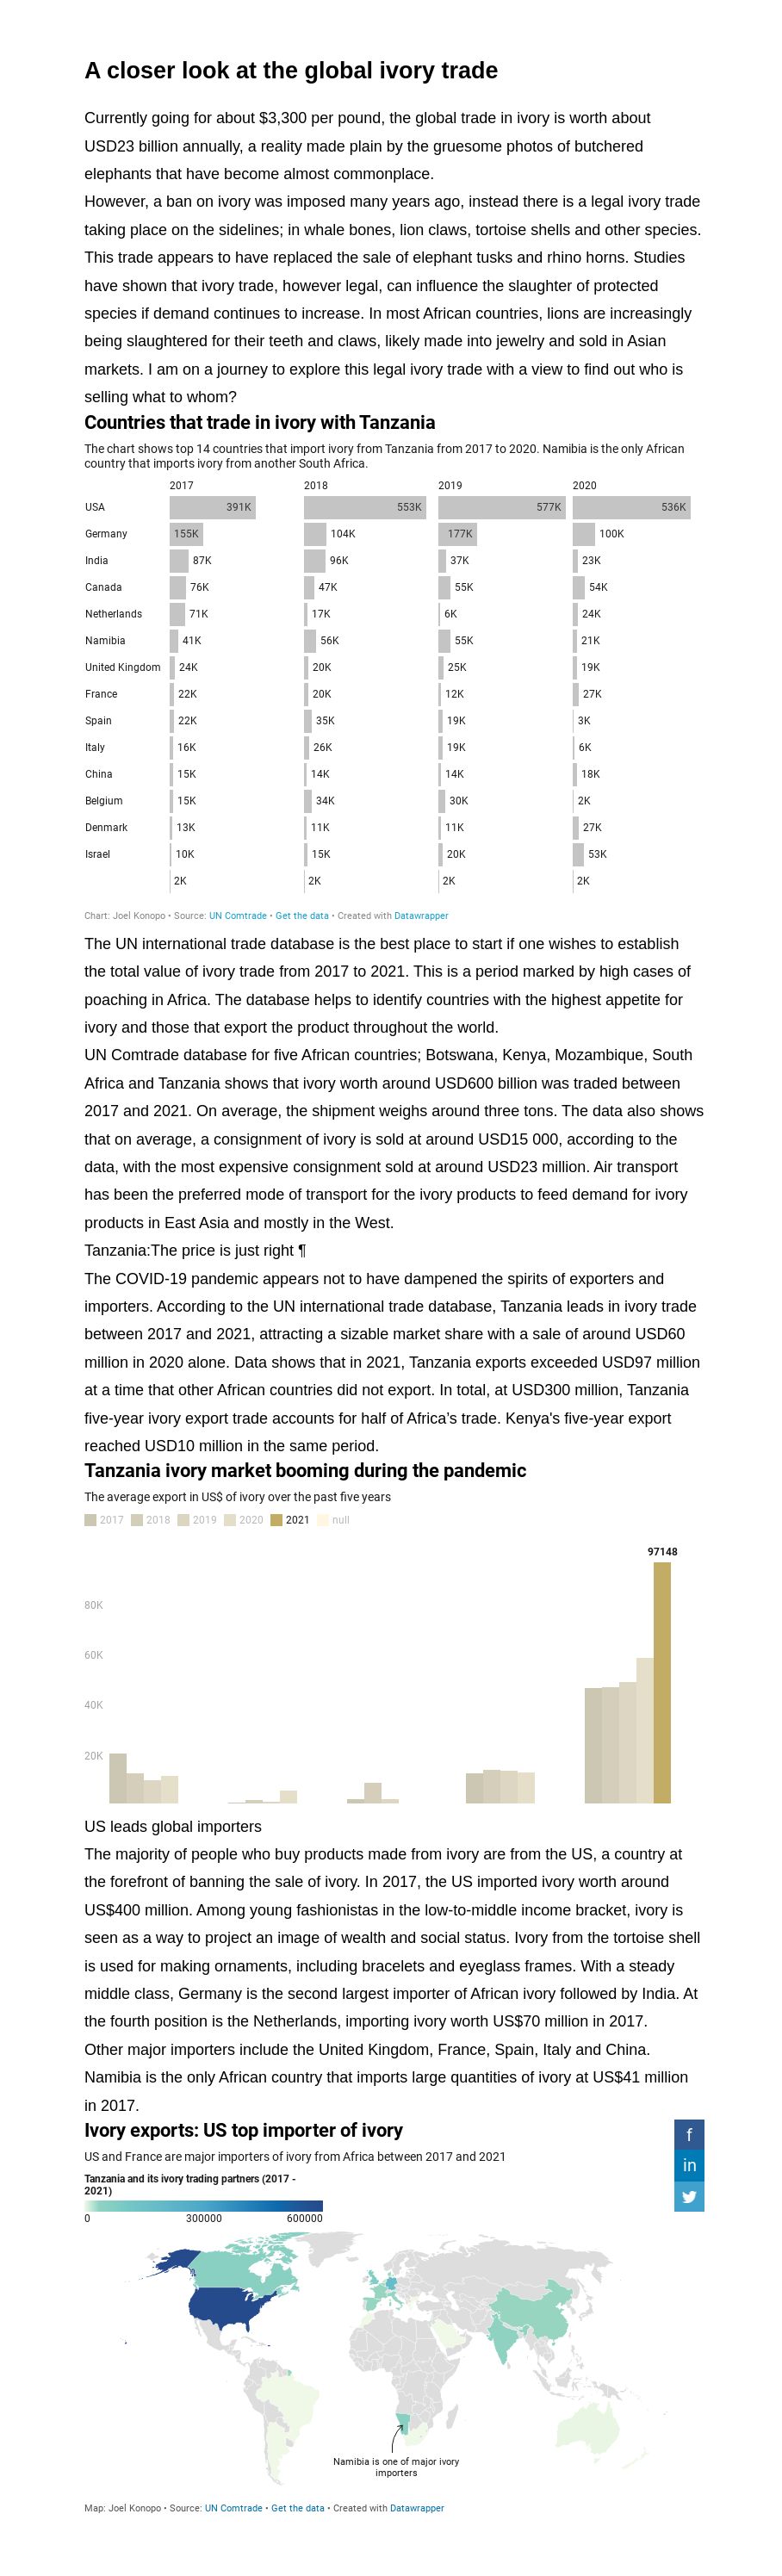 A closer look at the global ivory trade
Currently going for about $3,300 per pound, the global trade in ivory is worth about
USD23 billion annually, a reality made plain by the gruesome photos of butchered
elephants that have become almost commonplace.
However, a ban on ivory was imposed many years ago, instead there is a legal ivory trade
taking place on the sidelines; in whale bones, lion claws, tortoise shells and other species.
This trade appears to have replaced the sale of elephant tusks and rhino horns. Studies
have shown that ivory trade, however legal, can influence the slaughter of protected
species if demand continues to increase. In most African countries, lions are increasingly
being slaughtered for their teeth and claws, likely made into jewelry and sold in Asian
markets. I am on a journey to explore this legal ivory trade with a view to find out who is
selling what to whom?
Countries that trade in ivory with Tanzania
The chart shows top 14 countries that import ivory from Tanzania from 2017 to 2020. Namibia is the only African
country that imports ivory from another South Africa.
2017 2018 2019 2020
USA 391K 553K 577K 536K
Germany 155K 104K 177K 100K
India 87K 96K 37K 23K
Canada 76K 47K 55K 54K
Netherlands 71K 17K 6K 24K
Namibia 41K 56K 55K 21K
United Kingdom 24K 20K 25K 19K
France 22K 20K 12K 27K
Spain 22K 35K 19K 3K
Italy 16K 26K 19K 6K
China 15K 14K 14K 18K
Belgium 15K 34K 30K 2K
Denmark 13K 11K 11K 27K
Israel 10K 15K 20K 53K
2K 2K 2K 2K
Chart: Joel Konopo • Source: UN Comtrade • Get the data • Created with Datawrapper
The UN international trade database is the best place to start if one wishes to establish
the total value of ivory trade from 2017 to 2021. This is a period marked by high cases of
poaching in Africa. The database helps to identify countries with the highest appetite for
ivory and those that export the product throughout the world.
UN Comtrade database for five African countries; Botswana, Kenya, Mozambique, South
Africa and Tanzania shows that ivory worth around USD600 billion was traded between
2017 and 2021. On average, the shipment weighs around three tons. The data also shows
that on average, a consignment of ivory is sold at around USD15 000, according to the
data, with the most expensive consignment sold at around USD23 million. Air transport
has been the preferred mode of transport for the ivory products to feed demand for ivory
products in East Asia and mostly in the West.
Tanzania:The price is just right ¶
The COVID-19 pandemic appears not to have dampened the spirits of exporters and
importers. According to the UN international trade database, Tanzania leads in ivory trade
between 2017 and 2021, attracting a sizable market share with a sale of around USD60
million in 2020 alone. Data shows that in 2021, Tanzania exports exceeded USD97 million
at a time that other African countries did not export. In total, at USD300 million, Tanzania
five-year ivory export trade accounts for half of Africa’s trade. Kenya's five-year export
reached USD10 million in the same period.
Tanzania ivory market booming during the pandemic
The average export in US$ of ivory over the past five years
2017 2018 2019 2020 2021 null
97148
80K
60K
40K
20K
US leads global importers
The majority of people who buy products made from ivory are from the US, a country at
the forefront of banning the sale of ivory. In 2017, the US imported ivory worth around
US$400 million. Among young fashionistas in the low-to-middle income bracket, ivory is
seen as a way to project an image of wealth and social status. Ivory from the tortoise shell
is used for making ornaments, including bracelets and eyeglass frames. With a steady
middle class, Germany is the second largest importer of African ivory followed by India. At
the fourth position is the Netherlands, importing ivory worth US$70 million in 2017.
Other major importers include the United Kingdom, France, Spain, Italy and China.
Namibia is the only African country that imports large quantities of ivory at US$41 million
in 2017.
Ivory exports: US top importer of ivory
US and France are major importers of ivory from Africa between 2017 and 2021
f
in
Tanzania and its ivory trading partners (2017 -
2021)
0 300000 600000
Namibia is one of major ivory
importers
Map: Joel Konopo • Source: UN Comtrade • Get the data • Created with Datawrapper